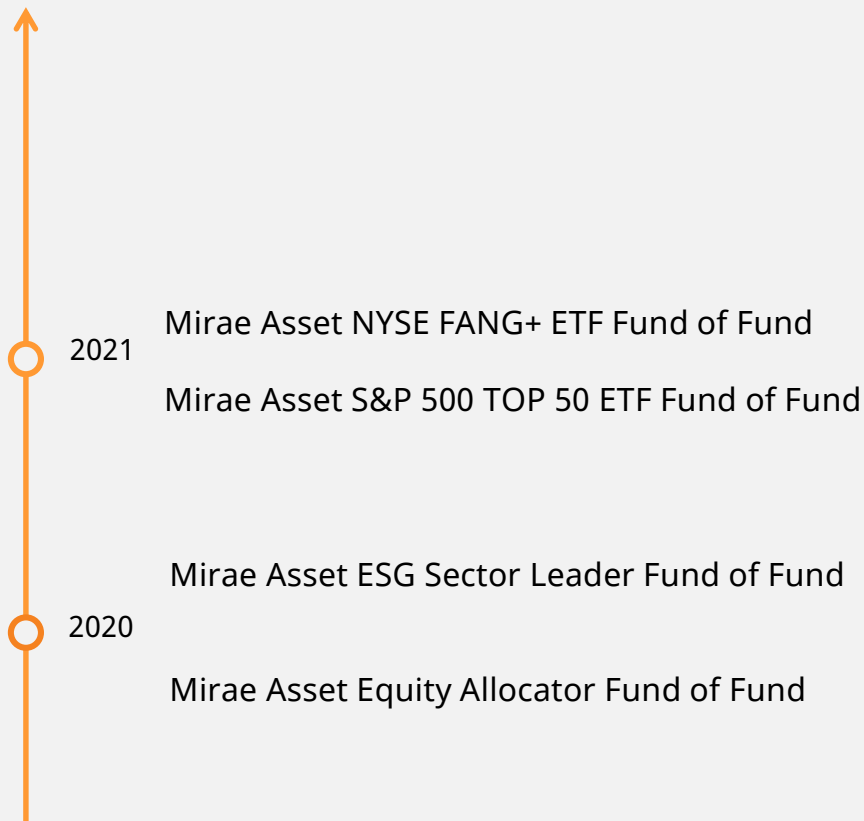 Mirae Asset NYSE FANG+ ETF Fund of Fund
2021
Mirae Asset S&P 500 TOP 50 ETF Fund of Fund
Mirae Asset ESG Sector Leader Fund of Fund
2020
Mirae Asset Equity Allocator Fund of Fund